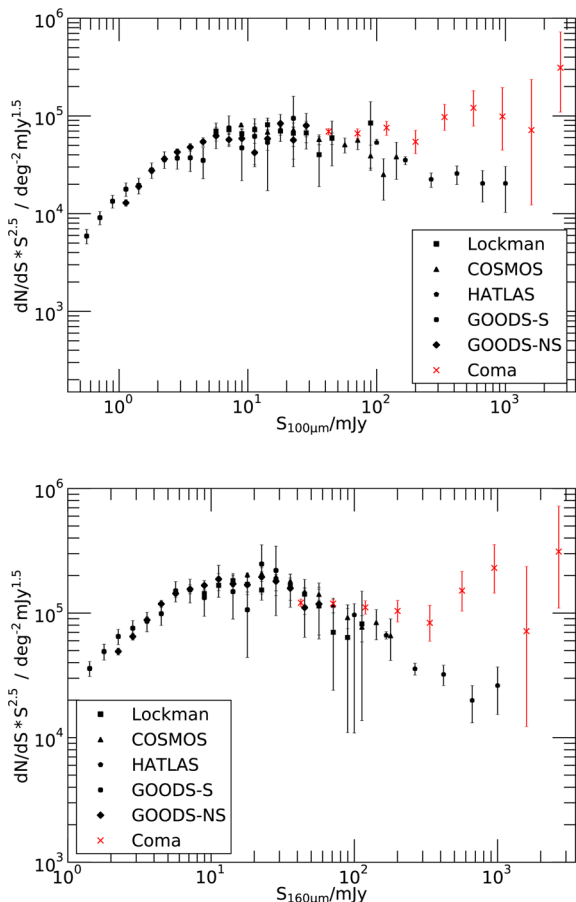 10^6
10^5
10^4
10^3
dN/dS*S^2.5 / deg^-2 mJy^1.5
Lockman
COSMOS
HATLAS
GOODS-S
GOODS-NS
Coma
10^0 10^1 10^2 10^3
S_100μm/mJy
10^6
10^5
10^4
10^3
dN/dS*S^2.5 / deg^-2 mJy^1.5
Lockman
COSMOS
HATLAS
GOODS-S
GOODS-NS
Coma
10^0 10^1 10^2 10^3
S_160μm/mJy